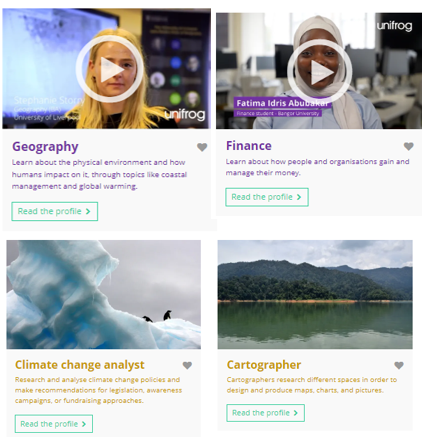 Stephanie
University of Liverpool
unifrog
Geography
Learn about the physical environment and how
humans impact on it, through topics like coastal
management and global warming.
Read the profile
unifrog
Fatima Idris Abubakar
Finance student - Bangor University
Finance
Learn about how people and organisations gain and
manage their money.
Read the profile
Climate change analyst
Research and analyse climate change policies and
make recommendations for legislation, awareness
campaigns, or fundraising approaches.
Read the profile
Cartographer
Cartographers research different spaces in order to
design and produce maps, charts, and pictures.
Read the profile